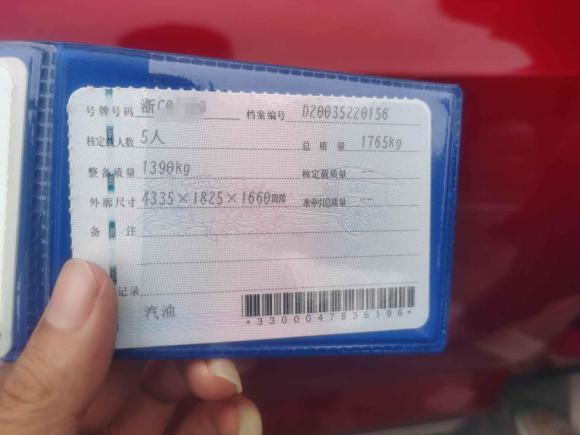 号牌号码 浙C0 档案编号 D20035220156
核定载人数 5人 总质量 1765kg
整备质量 1390kg 核定载质量 --
外廓尺寸 4335×1825×1660mm 准牵引总质量 --
备注
记录
汽油
*3300047836196*